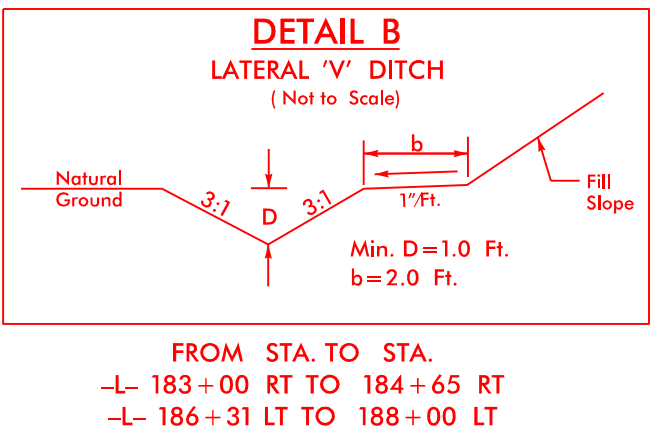 DETAIL B
LATERAL 'V' DITCH
( Not to Scale)
b
Natural
Ground
3:1
D
3:1
1"/Ft.
Fill
Slope
Min. D=1.0 Ft.
b=2.0 Ft.
FROM STA. TO STA.
-L- 183+00 RT TO 184+65 RT
-L- 186+31 LT TO 188+00 LT